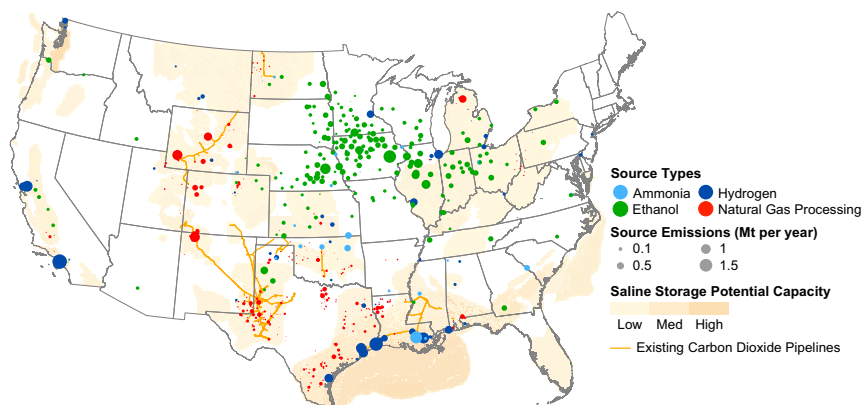 Source Types
Ammonia Hydrogen
Ethanol Natural Gas Processing
Source Emissions (Mt per year)
0.1 1
0.5 1.5
Saline Storage Potential Capacity
Low Med High
Existing Carbon Dioxide Pipelines